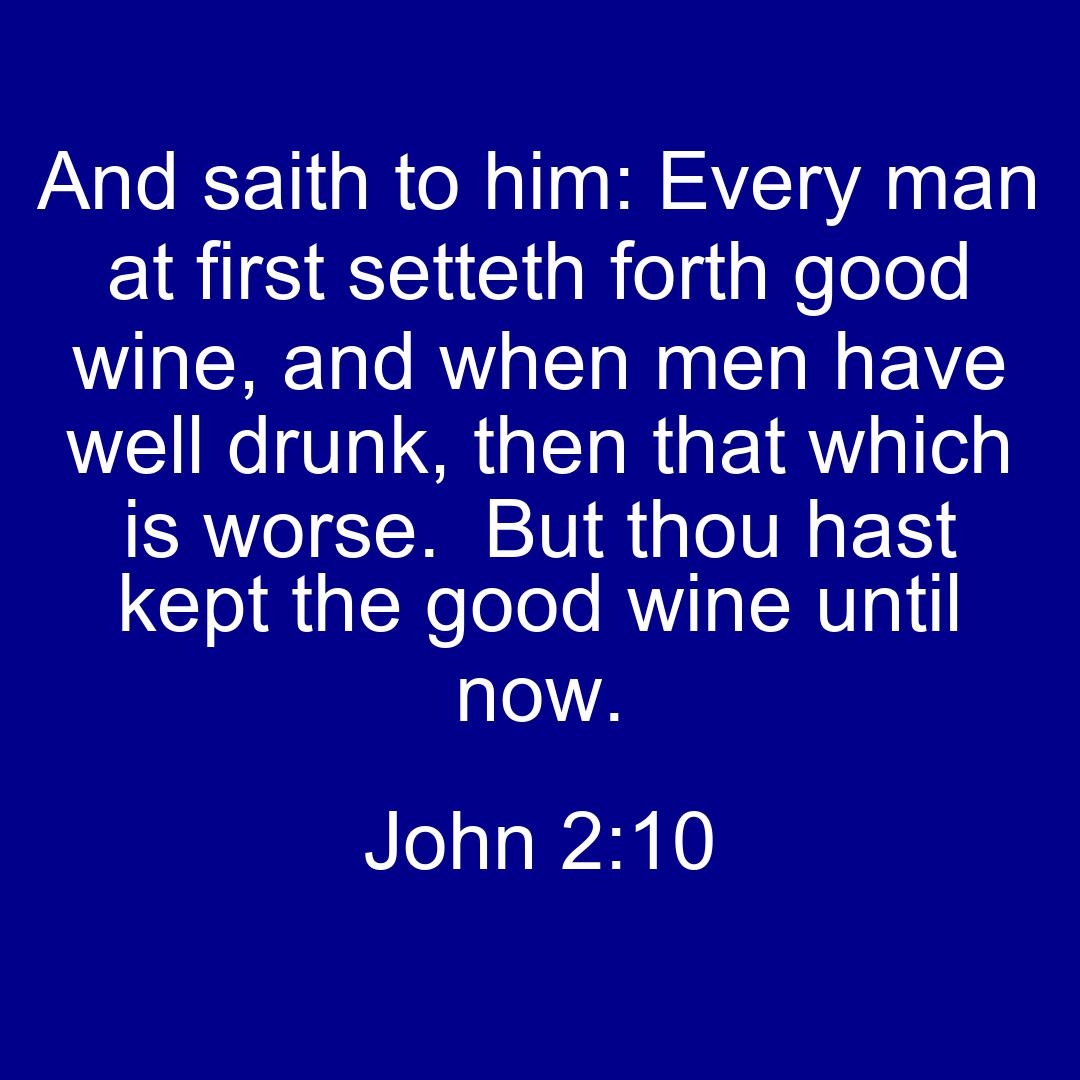 And saith to him: Every man
at first setteth forth good
wine, and when men have
well drunk, then that which
is worse.  But thou hast
kept the good wine until
now.
John 2:10